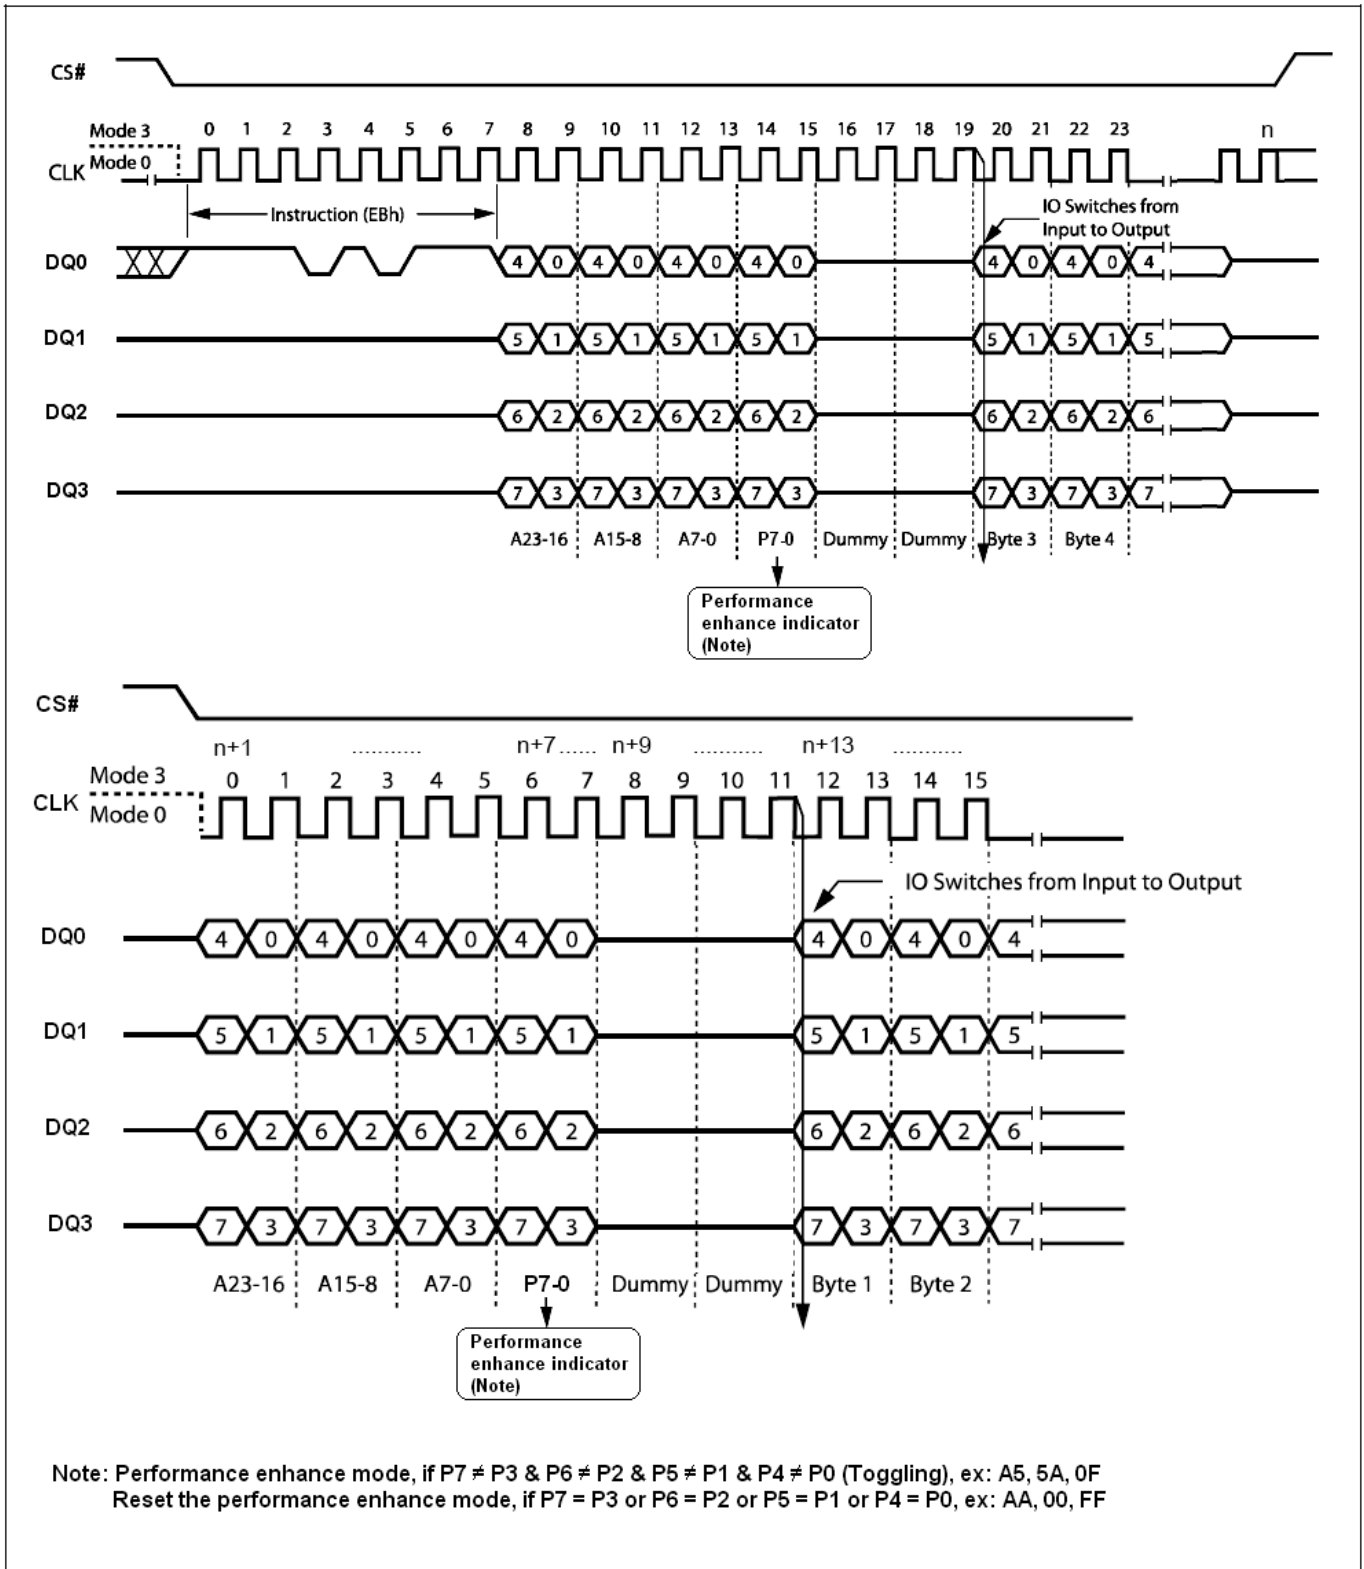 CS#
Mode 3
0 1 2 3 4 5 6 7 8 9 10 11 12 13 14 15 16 17 18 19 20 21 22 23 n
CLK Mode 0
Instruction (EBh)
IO Switches from
Input to Output
DQ0 4 0 4 0 4 0 4 0 4 0 4 0 4
DQ1 5 1 5 1 5 1 5 1 5 1 5 1 5
DQ2 6 2 6 2 6 2 6 2 6 2 6 2 6
DQ3 7 3 7 3 7 3 7 3 7 3 7 3 7
A23-16 A15-8 A7-0 P7-0 Dummy Dummy Byte 3 Byte 4
Performance
enhance indicator
(Note)
CS#
n+1 ........... n+7 ...... n+9 ........... n+13 ...........
Mode 3 0 1 2 3 4 5 6 7 8 9 10 11 12 13 14 15
CLK
Mode 0
IO Switches from Input to Output
DQ0 4 0 4 0 4 0 4 0 4 0 4 0 4
DQ1 5 1 5 1 5 1 5 1 5 1 5 1 5
DQ2 6 2 6 2 6 2 6 2 6 2 6 2 6
DQ3 7 3 7 3 7 3 7 3 7 3 7 3 7
A23-16 A15-8 A7-0 P7-0 Dummy Dummy Byte 1 Byte 2
Performance
enhance indicator
(Note)
Note: Performance enhance mode, if P7 ≠ P3 & P6 ≠ P2 & P5 ≠ P1 & P4 ≠ P0 (Toggling), ex: A5, 5A, 0F
Reset the performance enhance mode, if P7 = P3 or P6 = P2 or P5 = P1 or P4 = P0, ex: AA, 00, FF